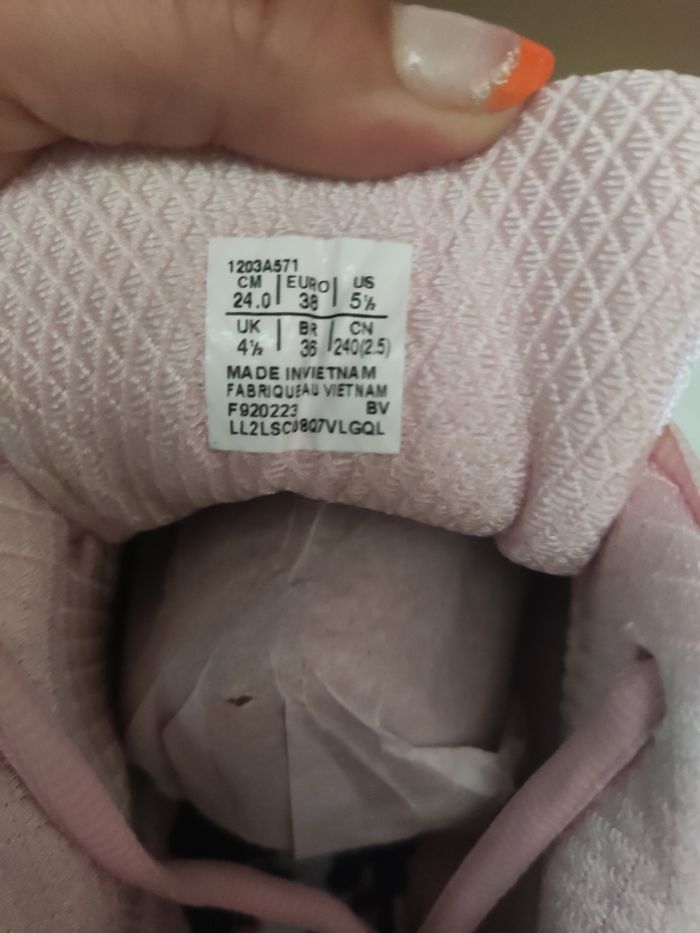 1203A571
CM | EURO | US
24.0 | 38 | 5½
UK | BR | CN
4½ | 36 | 240(2.5)
MADE IN VIETNAM
FABRIQUE AU VIETNAM
F920223 BV
LL2LSC08Q7VLGQL